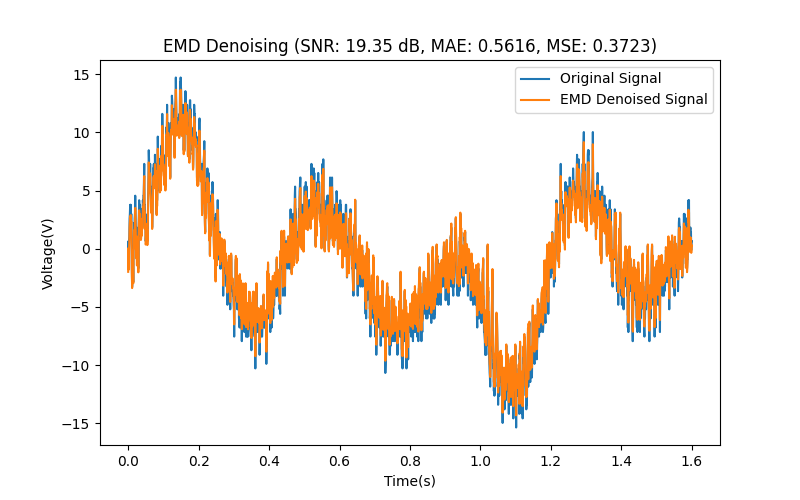 EMD Denoising (SNR: 19.35 dB, MAE: 0.5616, MSE: 0.3723)
Original Signal
EMD Denoised Signal
15
10
5
0
−5
−10
−15
Voltage(V)
0.0 0.2 0.4 0.6 0.8 1.0 1.2 1.4 1.6
Time(s)